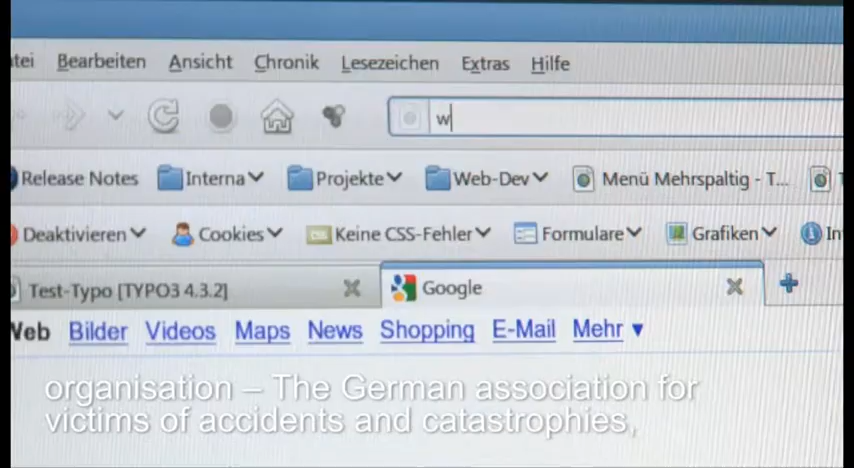 tei Bearbeiten Ansicht Chronik Lesezeichen Extras Hilfe
w
Release Notes Interna Projekte Web-Dev Menü Mehrspaltig - T...
Deaktivieren Cookies Keine CSS-Fehler Formulare Grafiken In
Test-Typo [TYPO3 4.3.2] Google
Web Bilder Videos Maps News Shopping E-Mail Mehr
organisation – The German association for
victims of accidents and catastrophies,